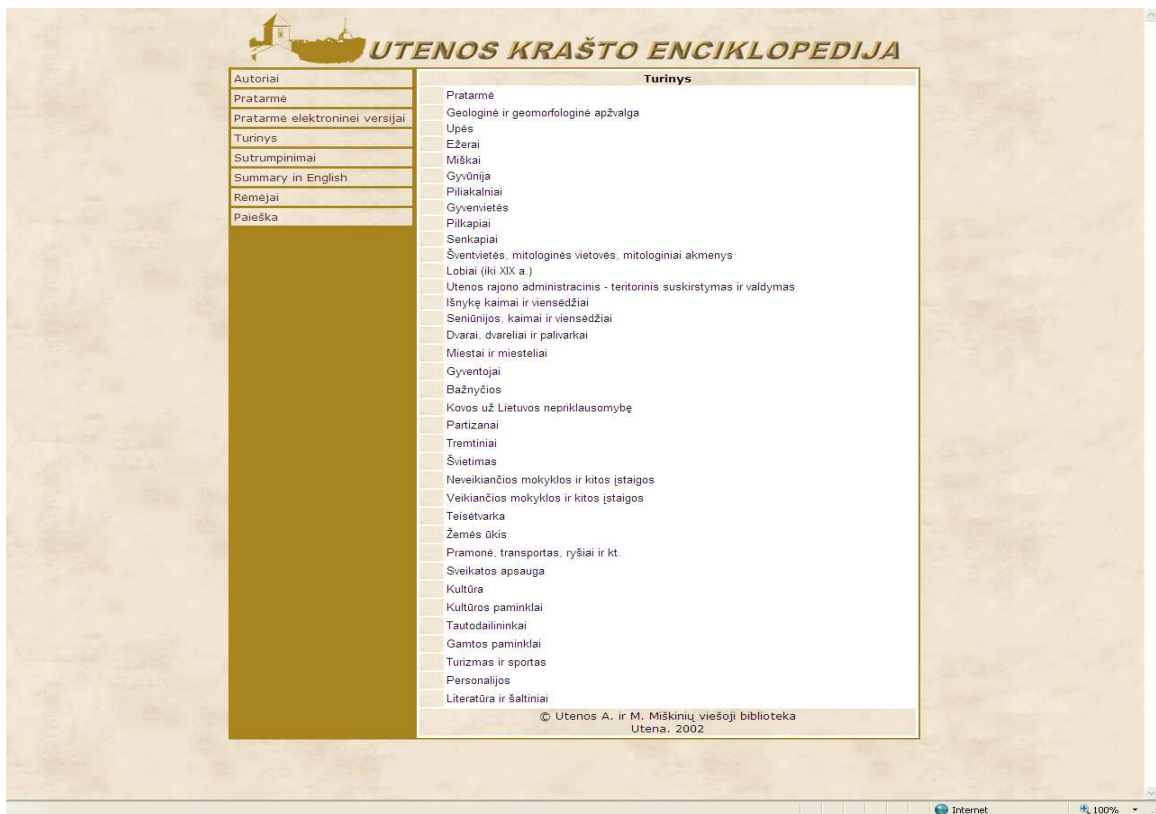 UTENOS KRAŠTO ENCIKLOPEDIJA
Autoriai
Pratarmė
Pratarmė elektroninei versijai
Turinys
Sutrumpinimai
Summary in English
Rėmėjai
Paieška
Turinys
Pratarmė
Geologinė ir geomorfologinė apžvalga
Upės
Ežerai
Miškai
Gyvūnija
Piliakalniai
Gyvenvietės
Pilkapiai
Senkapiai
Šventvietės, mitologinės vietovės, mitologiniai akmenys
Lobiai (iki XIX a.)
Utenos rajono administracinis - teritorinis suskirstymas ir valdymas
Išnykę kaimai ir viensėdžiai
Seniūnijos, kaimai ir viensėdžiai
Dvarai, dvareliai ir palivarkai
Miestai ir miesteliai
Gyventojai
Bažnyčios
Kovos už Lietuvos nepriklausomybę
Partizanai
Tremtiniai
Švietimas
Neveikiančios mokyklos ir kitos įstaigos
Veikiančios mokyklos ir kitos įstaigos
Teisėtvarka
Žemės ūkis
Pramonė, transportas, ryšiai ir kt.
Sveikatos apsauga
Kultūra
Kultūros paminklai
Tautodailininkai
Gamtos paminklai
Turizmas ir sportas
Personalijos
Literatūra ir šaltiniai
© Utenos A. ir M. Miškinių viešoji biblioteka
Utena. 2002
Internet
100%